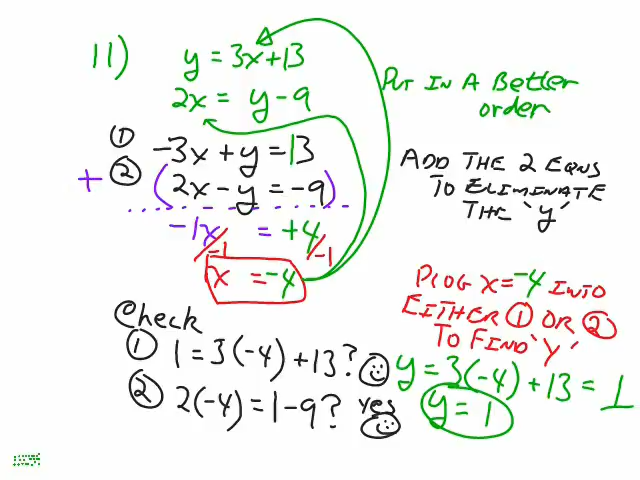 11)
y = 3x + 13
2x = y - 9
PUT IN A BETTER
ORDER
① -3x + y = 13
+ ② (2x - y = -9)
-1x = +4
/-1 /-1
x = -4
ADD THE 2 EQNS
TO ELIMINATE
THE 'y'
PLOG x = -4 INTO
EITHER ① OR ②
TO FIND 'Y'
y = 3(-4) + 13 = 1
y = 1
Check
① 1 = 3(-4) + 13 ?
② 2(-4) = 1 - 9 ? yes